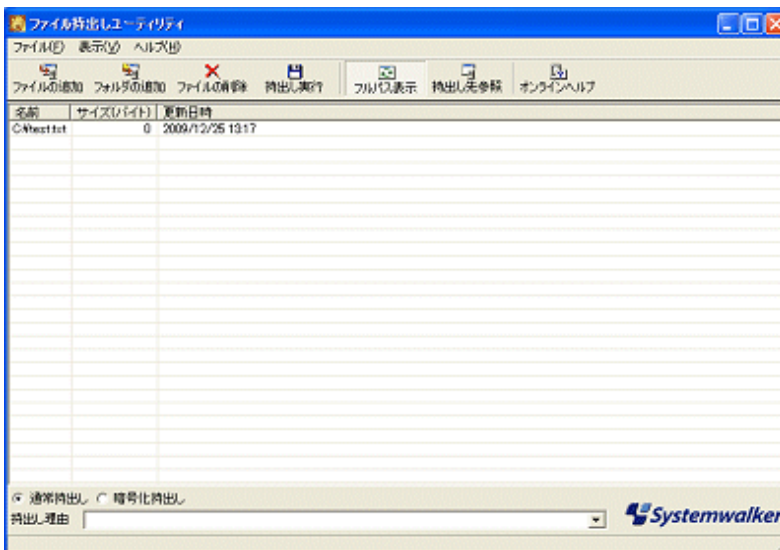 ファイル持出しユーティリティ
ファイル(F) 表示(V) ヘルプ(H)
ファイルの追加 フォルダの追加 ファイルの削除 持出し実行 フルパス表示 持出し先参照 オンラインヘルプ
名前 サイズ(バイト) 更新日時
C:¥test.txt 0 2009/12/25 13:17
通常持出し 暗号化持出し
持出し理由
Systemwalker